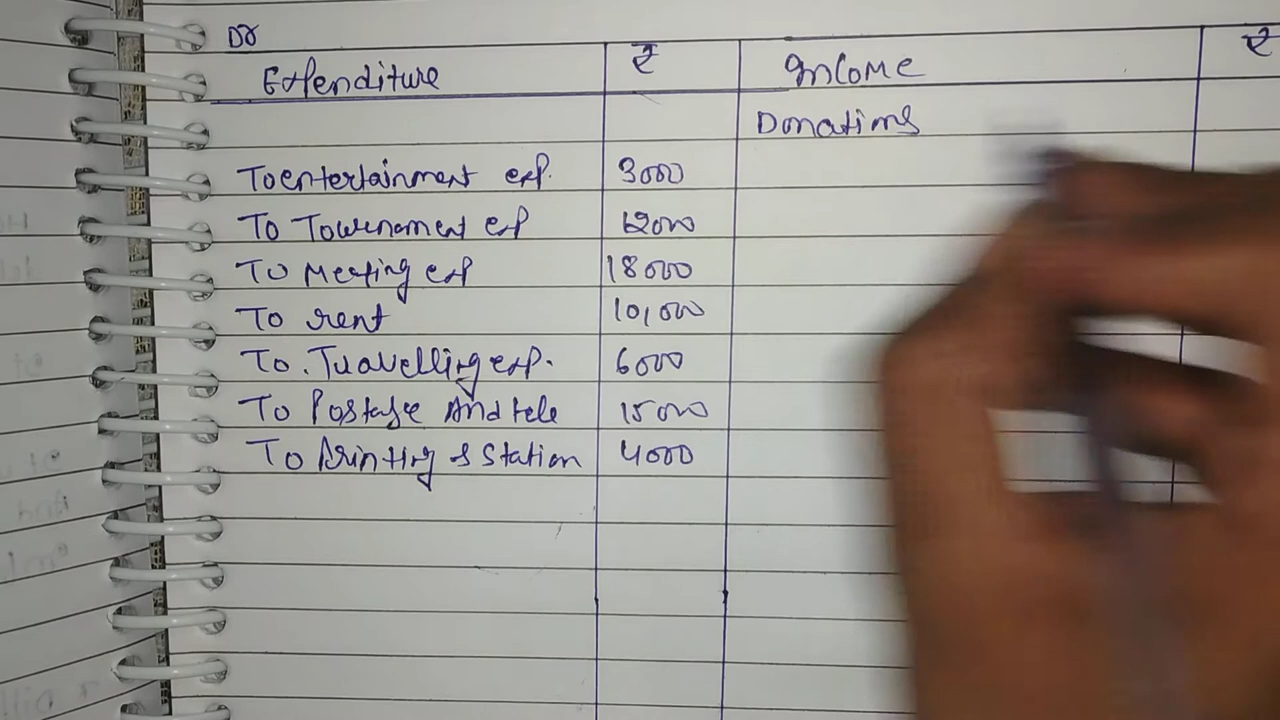 Dr
Expenditure ₹ Income ₹
Donations
To entertainment exp. 3000
To Tournament exp 12000
To Meeting exp 18000
To rent 10,000
To. Travelling exp. 6000
To Postage And tele 15000
To Printing & Station 4000